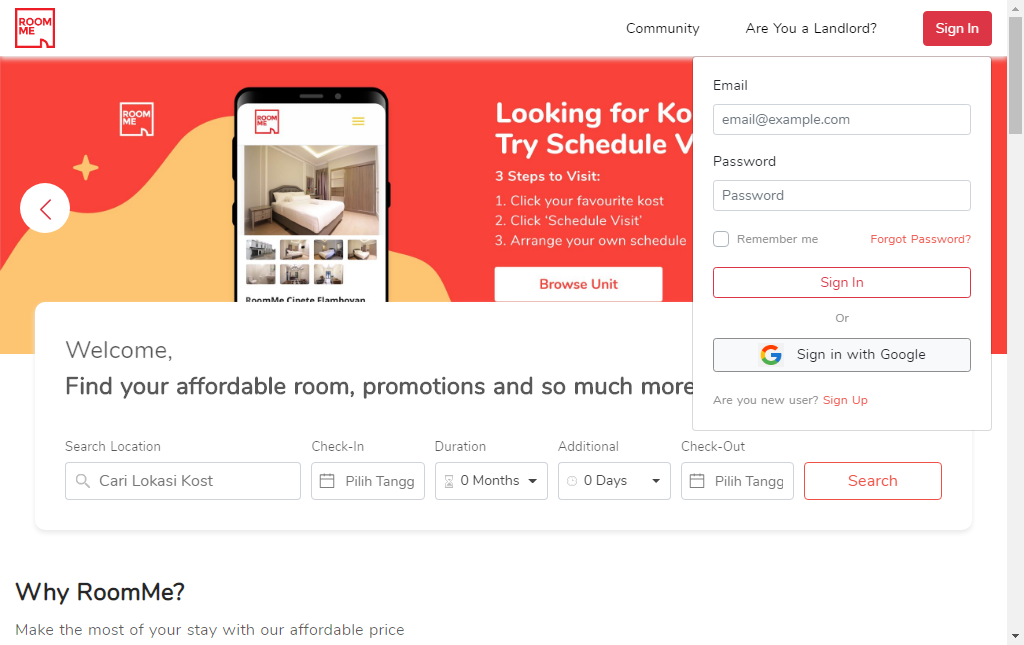 ROOM
ME
Community
Are You a Landlord?
Sign In
ROOM
ME
ROOM
ME
Looking for Ko
Try Schedule V
3 Steps to Visit:
1. Click your favourite kost
2. Click 'Schedule Visit'
3. Arrange your own schedule
Browse Unit
RoomMe Cipete Flamboyan
Email
email@example.com
Password
Password
Remember me
Forgot Password?
Sign In
Or
Sign in with Google
Are you new user? Sign Up
Welcome,
Find your affordable room, promotions and so much more
Search Location
Check-In
Duration
Additional
Check-Out
Cari Lokasi Kost
Pilih Tangg
0 Months
0 Days
Pilih Tangg
Search
Why RoomMe?
Make the most of your stay with our affordable price